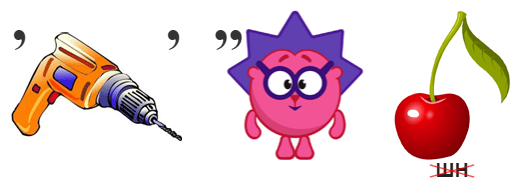 , , ,,
шн